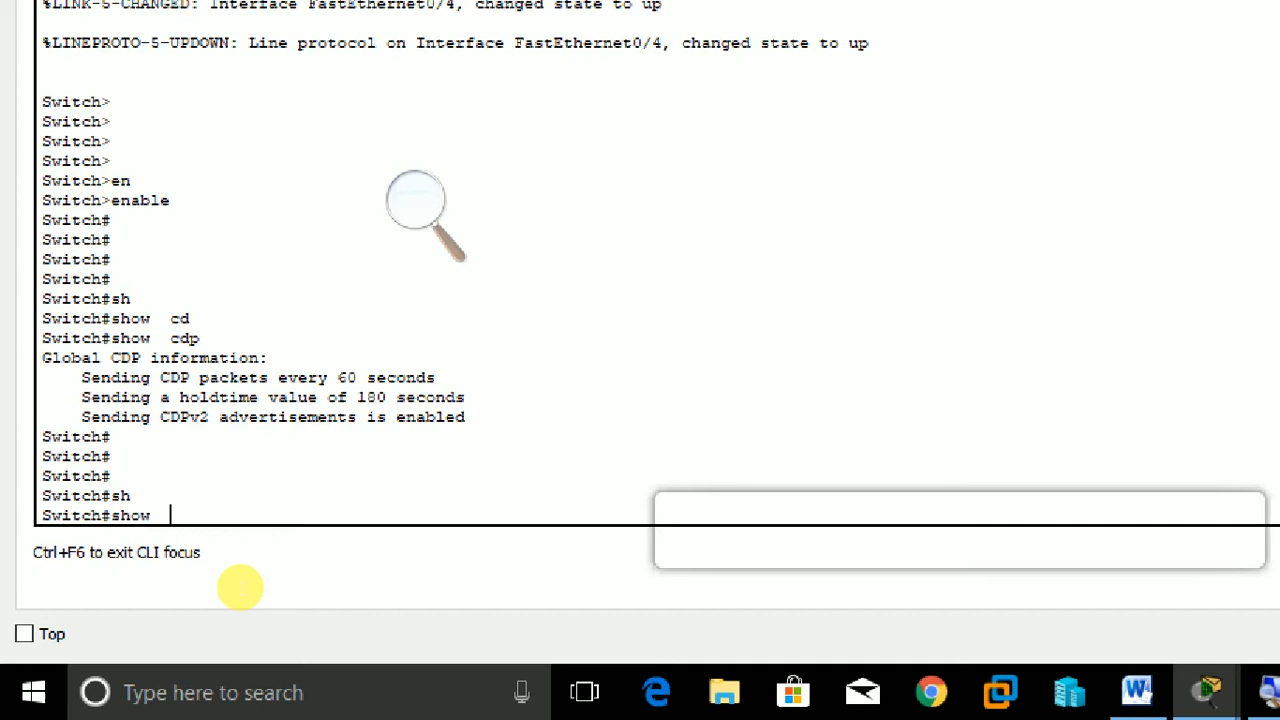 %LINK-5-CHANGED: Interface FastEthernet0/4, changed state to up
%LINEPROTO-5-UPDOWN: Line protocol on Interface FastEthernet0/4, changed state to up
Switch>
Switch>
Switch>
Switch>
Switch>en
Switch>enable
Switch#
Switch#
Switch#
Switch#
Switch#sh
Switch#show  cd
Switch#show  cdp
Global CDP information:
    Sending CDP packets every 60 seconds
    Sending a holdtime value of 180 seconds
    Sending CDPv2 advertisements is enabled
Switch#
Switch#
Switch#
Switch#sh
Switch#show
Ctrl+F6 to exit CLI focus
Top
Type here to search